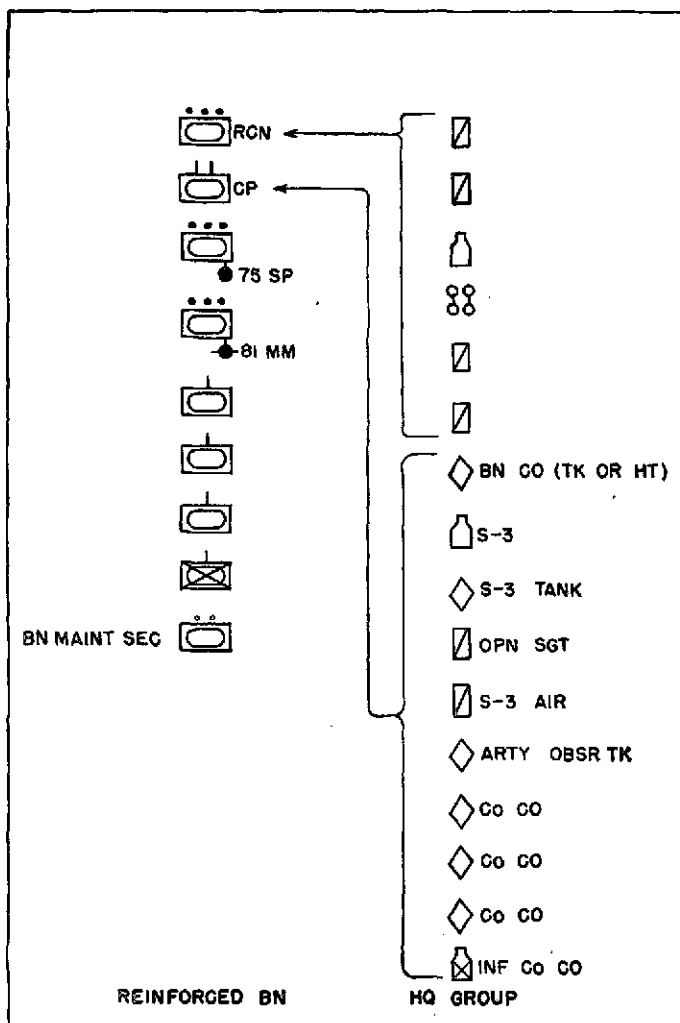 RCN
CP
75 SP
81 MM
BN MAINT SEC
BN CO (TK OR HT)
S-3
S-3 TANK
OPN SGT
S-3 AIR
ARTY OBSR TK
Co CO
Co CO
Co CO
INF Co CO
REINFORCED BN
HQ GROUP